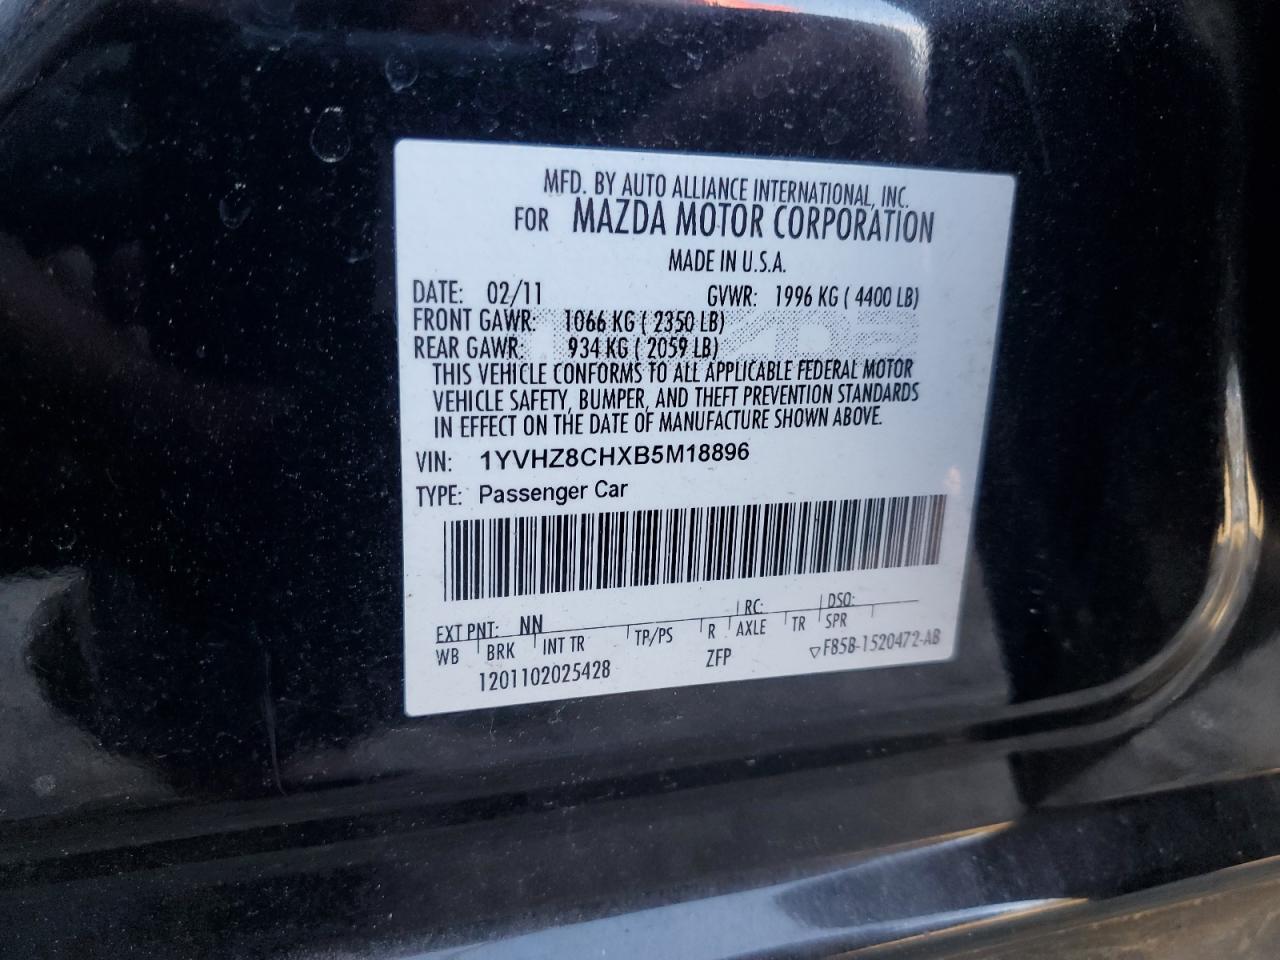 MFD. BY AUTO ALLIANCE INTERNATIONAL, INC.
FOR MAZDA MOTOR CORPORATION
MADE IN U.S.A.
DATE: 02/11 GVWR: 1996 KG ( 4400 LB)
FRONT GAWR: 1066 KG ( 2350 LB)
REAR GAWR: 934 KG ( 2059 LB)
THIS VEHICLE CONFORMS TO ALL APPLICABLE FEDERAL MOTOR
VEHICLE SAFETY, BUMPER, AND THEFT PREVENTION STANDARDS
IN EFFECT ON THE DATE OF MANUFACTURE SHOWN ABOVE.
VIN: 1YVHZ8CHXB5M18896
TYPE: Passenger Car
EXT PNT: NN RC: DSO:
WB BRK INT TR TP/PS R AXLE TR SPR
1201102025428 ZFP ▽F85B-1520472-AB